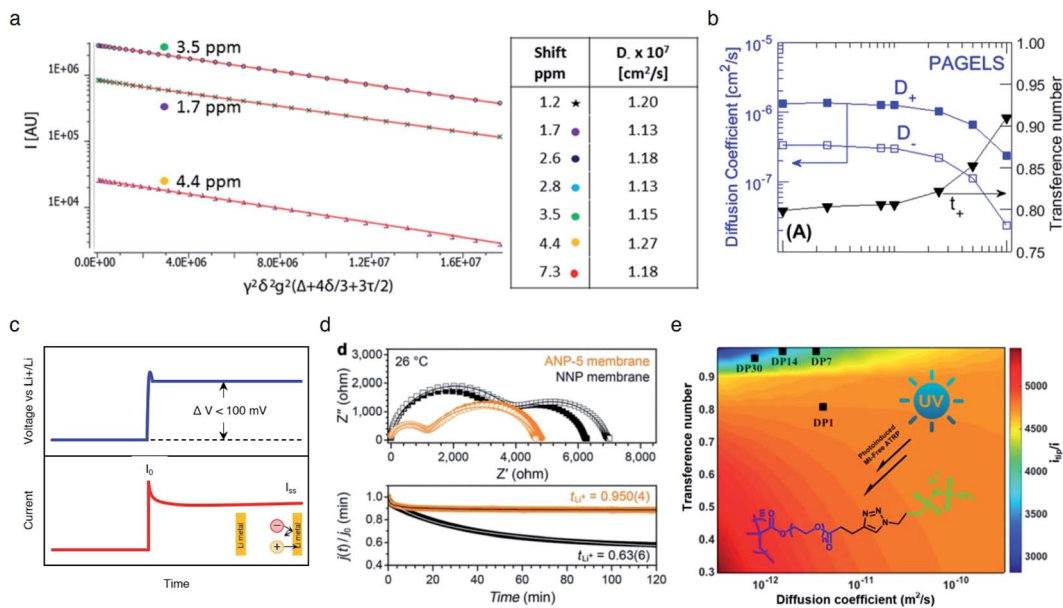 a
I [AU]
1E+06
1E+05
1E+04
3.5 ppm
1.7 ppm
4.4 ppm
0.0E+00 4.0E+06 8.0E+06 1.2E+07 1.6E+07
γ²δ²g²(Δ+4δ/3+3τ/2)
Shift ppm D₋ x 10⁷ [cm²/s]
1.2 1.20
1.7 1.13
2.6 1.18
2.8 1.13
3.5 1.15
4.4 1.27
7.3 1.18
b
Diffusion Coefficient [cm²/s]
10⁻⁵
10⁻⁶
10⁻⁷
PAGELS
D₊
D₋
t₊
(A)
1.00
0.95
0.90
0.85
0.80
0.75
Transference number
c
Voltage vs Li+/Li
Δ V < 100 mV
Current
I₀
Iₛₛ
Li metal
Li metal
Time
d
d
26 °C
ANP-5 membrane
NNP membrane
Z" (ohm)
3,000
2,000
1,000
0
0 2,000 4,000 6,000 8,000
Z' (ohm)
j(t) / j₀
1.0
0.8
0.6
0.4
tLi⁺ = 0.950(4)
tLi⁺ = 0.63(6)
0 20 40 60 80 100 120
Time (min)
e
Transference number
0.9
0.8
0.7
0.6
0.5
0.4
0.3
DP30
DP14
DP7
DP1
UV
Photoinduced
Mt-Free ATRP
10⁻¹² 10⁻¹¹ 10⁻¹⁰
Diffusion coefficient (m²/s)
5000
4500
4000
3500
3000